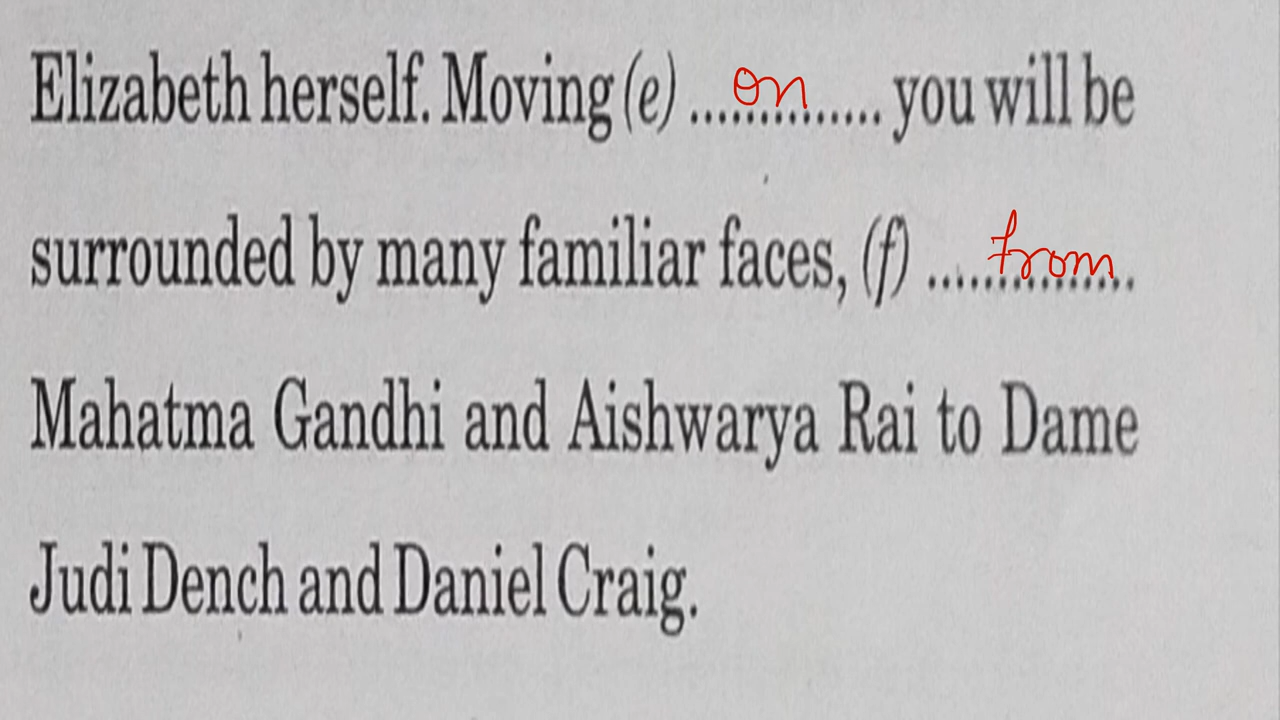 Elizabeth herself. Moving (e) .....on....... you will be
surrounded by many familiar faces, (f) .....from......
Mahatma Gandhi and Aishwarya Rai to Dame
Judi Dench and Daniel Craig.